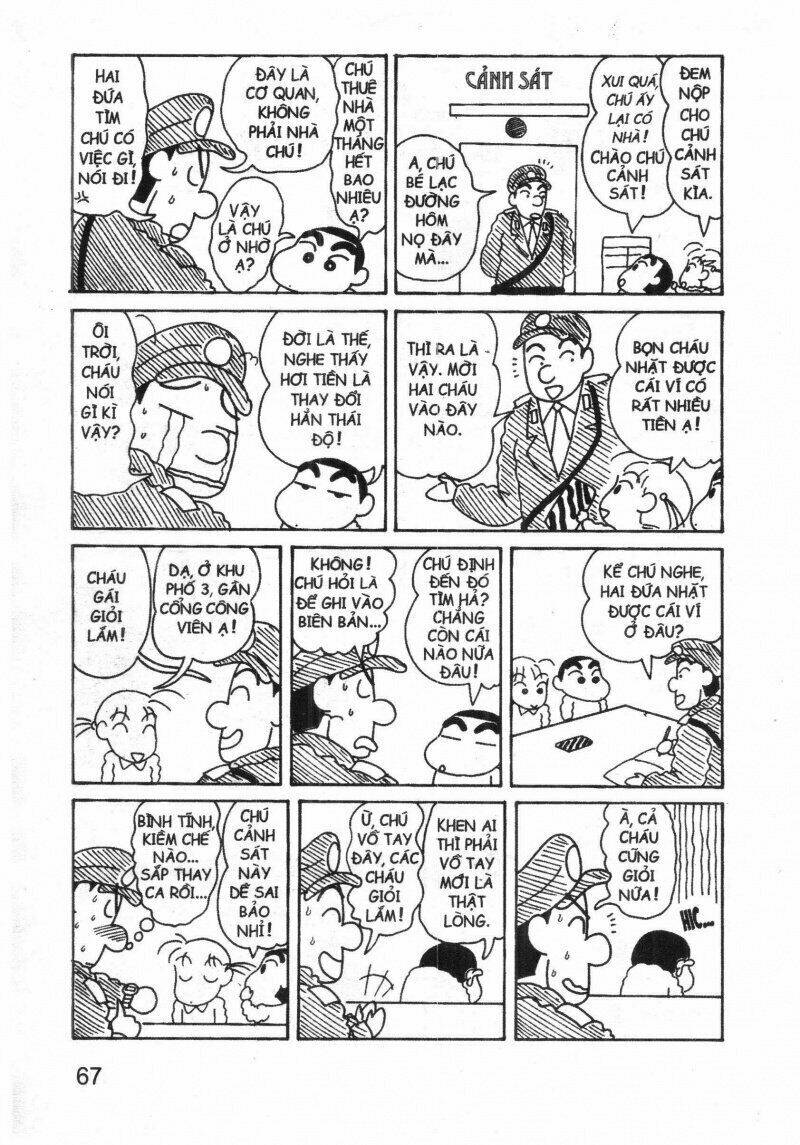 ĐEM
NỘP
CHO
CHÚ
CẢNH
SÁT
KÌA.
XUI QUÁ,
CHÚ ẤY
LẠI CÓ
NHÀ!
CHÀO CHÚ
CẢNH
SÁT!
CẢNH SÁT
A, CHÚ
BÉ LẠC
ĐƯỜNG
HÔM
NỌ ĐÂY
MÀ...
CHÚ
THUÊ
NHÀ
MỘT
THÁNG
HẾT
BAO
NHIÊU
Ạ?
ĐÂY LÀ
CƠ QUAN,
KHÔNG
PHẢI NHÀ
CHÚ!
VẬY
LÀ CHÚ
Ở NHỜ
Ạ?
HAI
ĐỨA
TÌM
CHÚ CÓ
VIỆC GÌ,
NÓI ĐI!
BỌN CHÁU
NHẶT ĐƯỢC
CÁI VÍ CÓ
RẤT NHIỀU
TIỀN Ạ!
THÌ RA LÀ
VẬY. MỜI
HAI CHÁU
VÀO ĐÂY
NÀO.
ĐỜI LÀ THẾ,
NGHE THẤY
HƠI TIỀN LÀ
THAY ĐỔI
HẲN THÁI
ĐỘ!
ÔI
TRỜI,
CHÁU
NÓI
GÌ KÌ
VẬY?
KỂ CHÚ NGHE,
HAI ĐỨA NHẶT
ĐƯỢC CÁI VÍ
Ở ĐÂU?
CHÚ ĐỊNH
ĐẾN ĐÓ
TÌM HẢ?
CHẲNG
CÒN CÁI
NÀO NỮA
ĐÂU!
KHÔNG!
CHÚ HỎI LÀ
ĐỂ GHI VÀO
BIÊN BẢN...
DẠ, Ở KHU
PHỐ 3, GẦN
CỔNG CÔNG
VIÊN Ạ!
CHÁU
GÁI
GIỎI
LẮM!
À, CẢ
CHÁU
CŨNG
GIỎI
NỮA!
HIC...
KHEN AI
THÌ PHẢI
VỖ TAY
MỚI LÀ
THẬT
LÒNG.
Ừ, CHÚ
VỖ TAY
ĐÂY, CÁC
CHÁU
GIỎI
LẮM!
CHÚ
CẢNH
SÁT
NÀY
DỄ SAI
BẢO
NHỈ!
BÌNH TĨNH,
KIỀM CHẾ
NÀO...
SẮP THAY
CA RỒI...
67